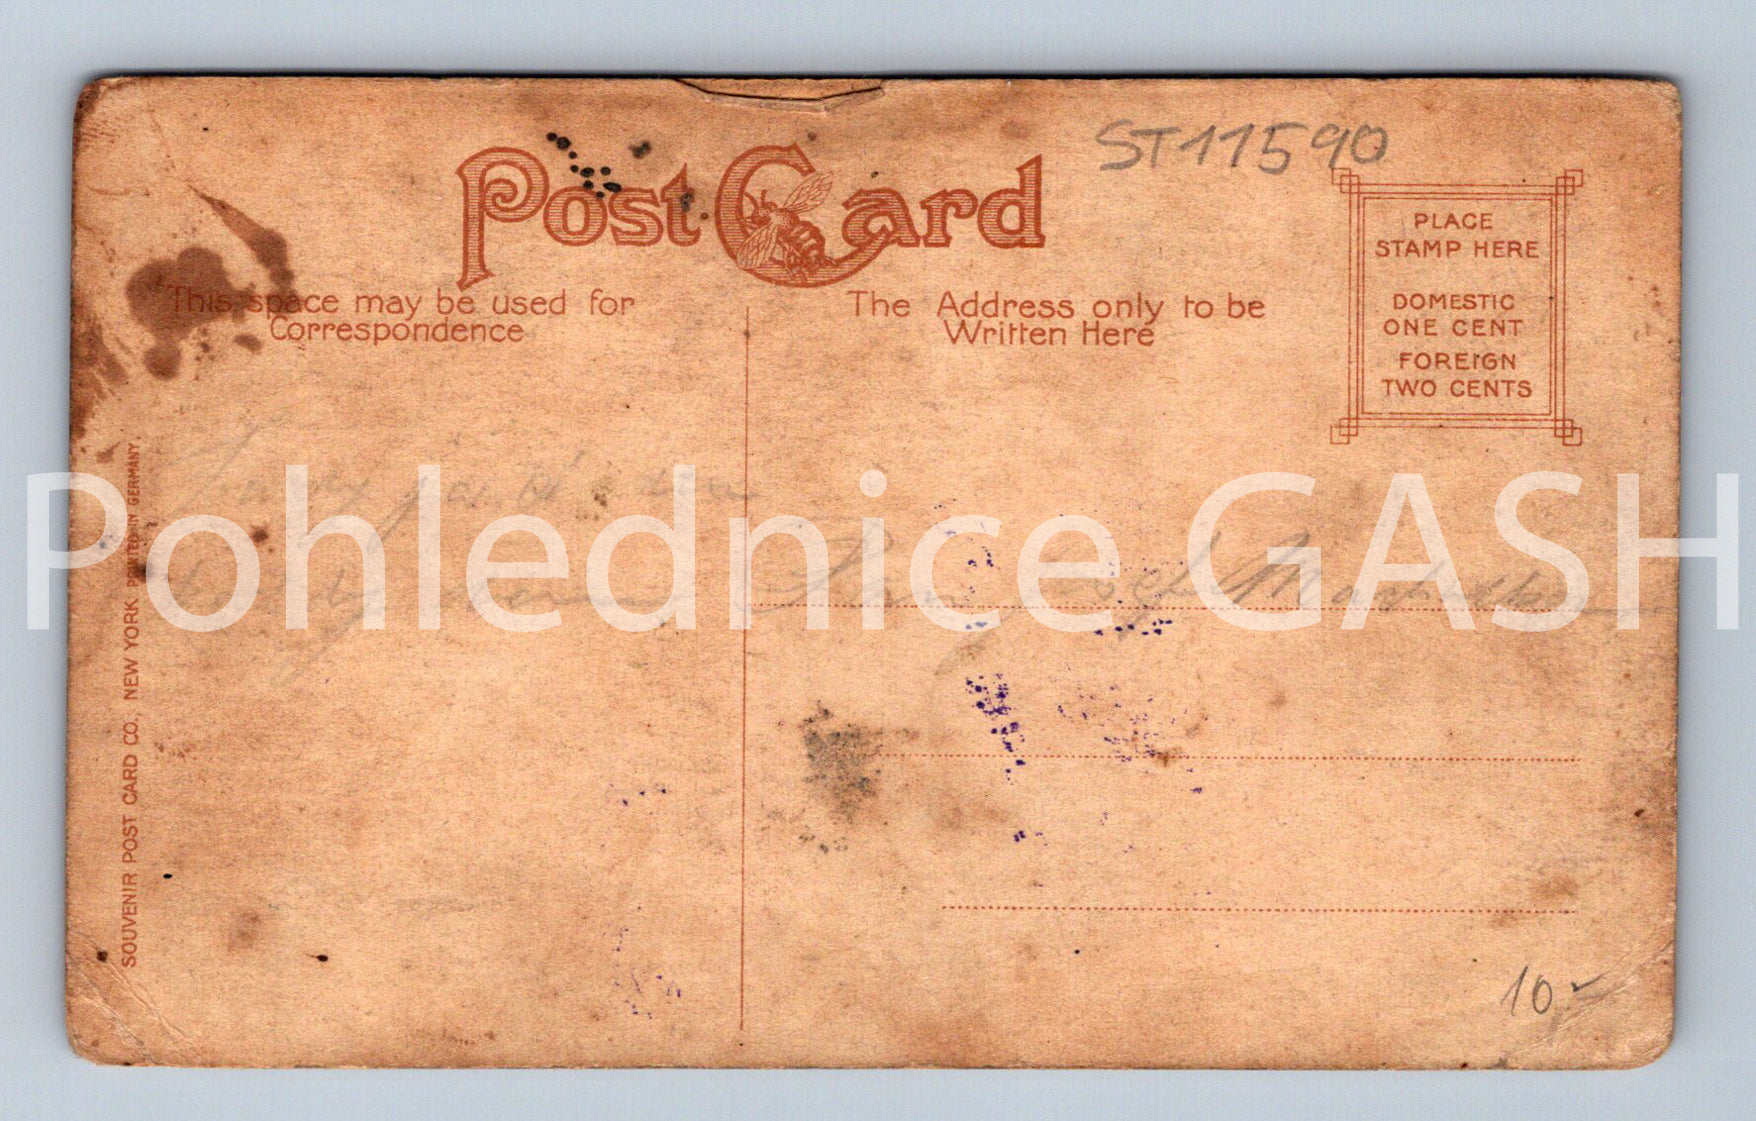 Post Card
ST11590
This space may be used for
Correspondence
The Address only to be
Written Here
PLACE
STAMP HERE
DOMESTIC
ONE CENT
FOREIGN
TWO CENTS
SOUVENIR POST CARD CO., NEW YORK PRINTED IN GERMANY.
Pohlednice GASH
10.-